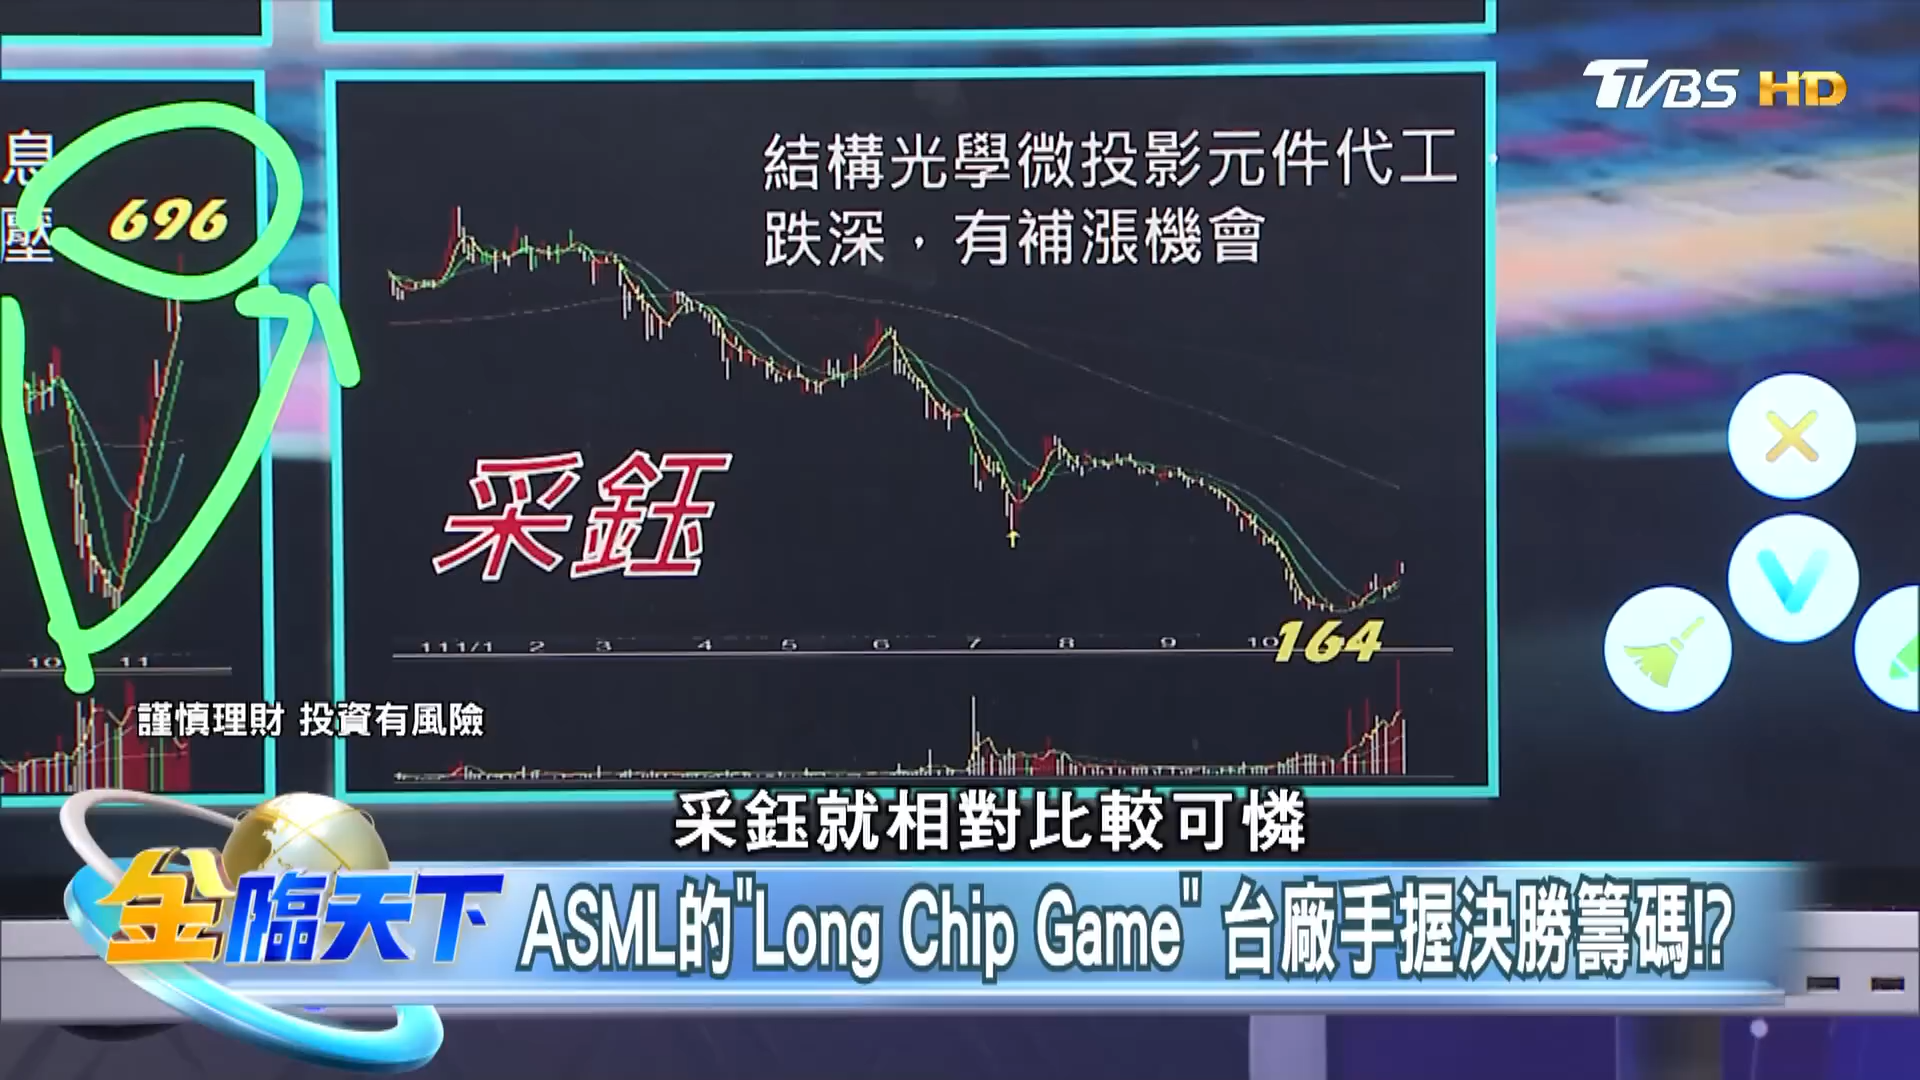 TVBS HD
息
壓
696
結構光學微投影元件代工
跌深，有補漲機會
采鈺
10 11
111/1 2 3 4 5 6 7 8 9 10
164
謹慎理財 投資有風險
采鈺就相對比較可憐
金臨天下
ASML的"Long Chip Game" 台廠手握決勝籌碼!?